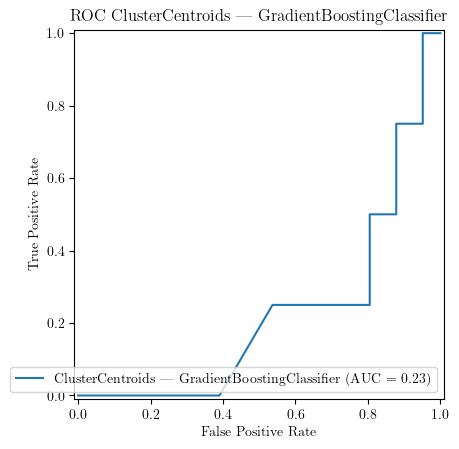 ROC ClusterCentroids — GradientBoostingClassifier
1.0
0.8
0.6
0.4
0.2
0.0
True Positive Rate
ClusterCentroids — GradientBoostingClassifier (AUC = 0.23)
0.0 0.2 0.4 0.6 0.8 1.0
False Positive Rate